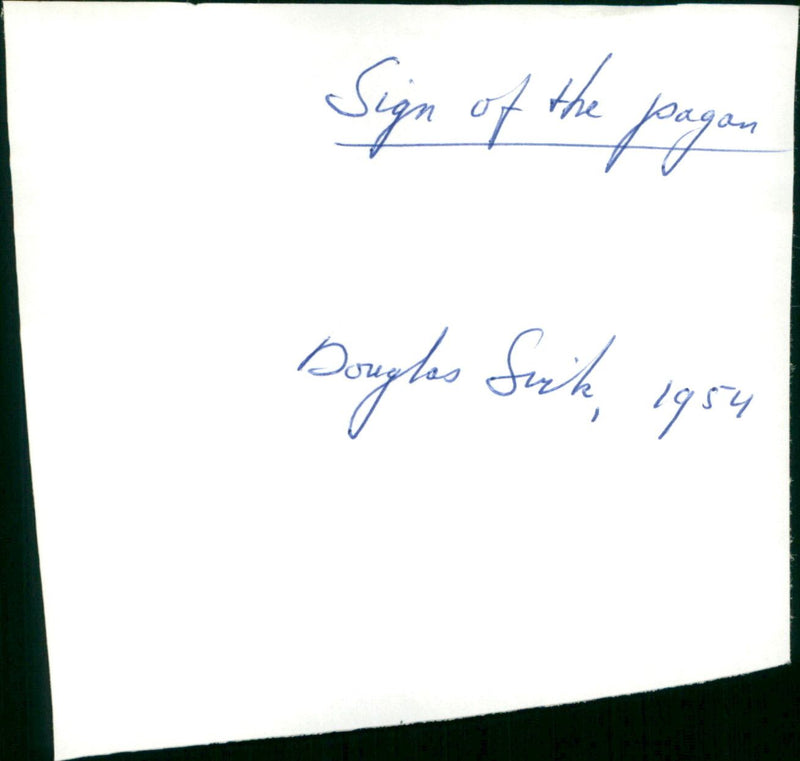 Sign of the pagan
Douglas Sirk, 1954